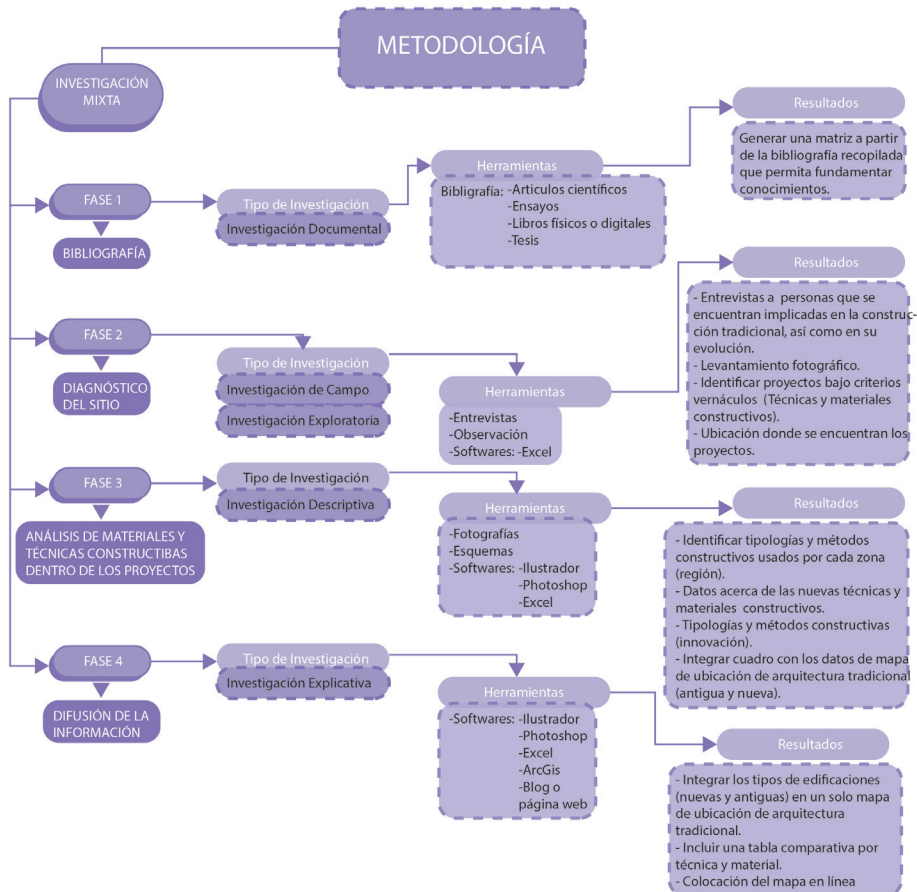 METODOLOGÍA
INVESTIGACIÓN
MIXTA
FASE 1
BIBLIOGRAFÍA
Tipo de Investigación
Investigación Documental
Herramientas
Bibligrafía: -Articulos científicos
-Ensayos
-Libros físicos o digitales
-Tesis
Resultados
Generar una matriz a partir
de la bibliografía recopilada
que permita fundamentar
conocimientos.
FASE 2
DIAGNÓSTICO
DEL SITIO
Tipo de Investigación
Investigación de Campo
Investigación Exploratoria
Herramientas
-Entrevistas
-Observación
-Softwares: -Excel
Resultados
- Entrevistas a personas que se
encuentran implicadas en la construc-
ción tradicional, así como en su
evolución.
- Levantamiento fotográfico.
- Identificar proyectos bajo criterios
vernáculos (Técnicas y materiales
constructivos).
- Ubicación donde se encuentran los
proyectos.
FASE 3
ANÁLISIS DE MATERIALES Y
TÉCNICAS CONSTRUCTIBAS
DENTRO DE LOS PROYECTOS
Tipo de Investigación
Investigación Descriptiva
Herramientas
-Fotografías
-Esquemas
-Softwares: -Ilustrador
-Photoshop
-Excel
Resultados
- Identificar tipologías y métodos
constructivos usados por cada zona
(región).
- Datos acerca de las nuevas técnicas y
materiales constructivos.
- Tipologías y métodos constructivas
(innovación).
- Integrar cuadro con los datos de mapa
de ubicación de arquitectura tradicional
(antigua y nueva).
FASE 4
DIFUSIÓN DE LA
INFORMACIÓN
Tipo de Investigación
Investigación Explicativa
Herramientas
-Softwares: -Ilustrador
-Photoshop
-Excel
-ArcGis
-Blog o
página web
Resultados
- Integrar los tipos de edificaciones
(nuevas y antiguas) en un solo mapa
de ubicación de arquitectura
tradicional.
- Incluir una tabla comparativa por
técnica y material.
- Colocación del mapa en línea